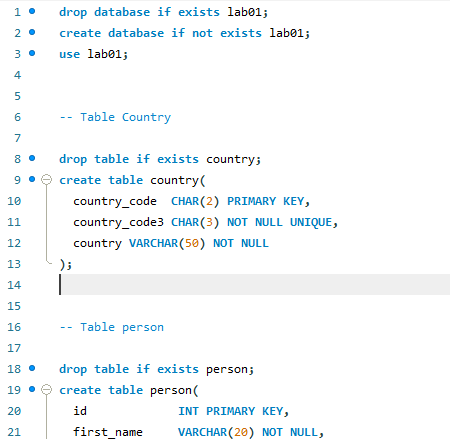 1 drop database if exists lab01;
2 create database if not exists lab01;
3 use lab01;
4
5
6 -- Table Country
7
8 drop table if exists country;
9 create table country(
10 country_code  CHAR(2) PRIMARY KEY,
11 country_code3 CHAR(3) NOT NULL UNIQUE,
12 country VARCHAR(50) NOT NULL
13 );
14
15
16 -- Table person
17
18 drop table if exists person;
19 create table person(
20 id             INT PRIMARY KEY,
21 first_name     VARCHAR(20) NOT NULL,